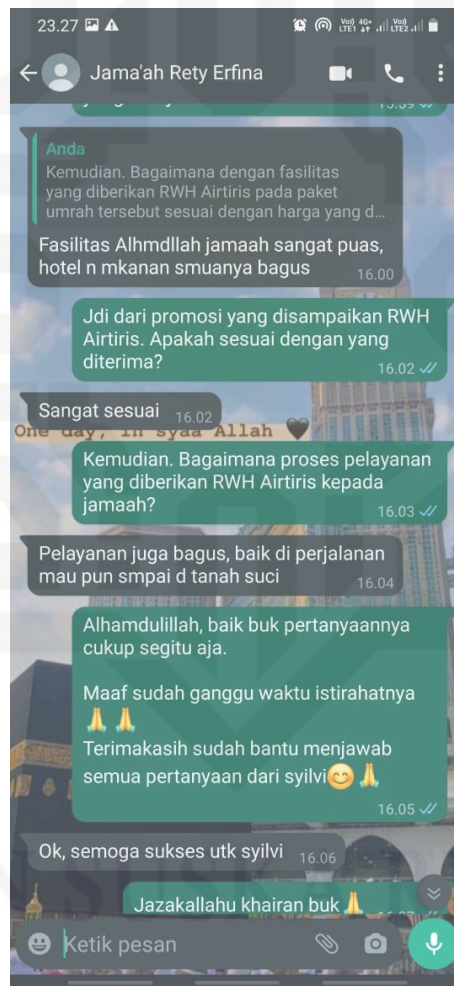 23.27
Vo)) 4G+ Vo))
LTE1 LTE2
Jama'ah Rety Erfina
Anda
Kemudian. Bagaimana dengan fasilitas
yang diberikan RWH Airtiris pada paket
umrah tersebut sesuai dengan harga yang d...
Fasilitas Alhmdllah jamaah sangat puas,
hotel n mkanan smuanya bagus
16.00
Jdi dari promosi yang disampaikan RWH
Airtiris. Apakah sesuai dengan yang
diterima?
16.02
Sangat sesuai 16.02
One day, in syaa Allah
Kemudian. Bagaimana proses pelayanan
yang diberikan RWH Airtiris kepada
jamaah?
16.03
Pelayanan juga bagus, baik di perjalanan
mau pun smpai d tanah suci
16.04
Alhamdulillah, baik buk pertanyaannya
cukup segitu aja.
Maaf sudah ganggu waktu istirahatnya
🙏🙏
Terimakasih sudah bantu menjawab
semua pertanyaan dari syilvi😊🙏
16.05
Ok, semoga sukses utk syilvi 16.06
Jazakallahu khairan buk🙏
Ketik pesan